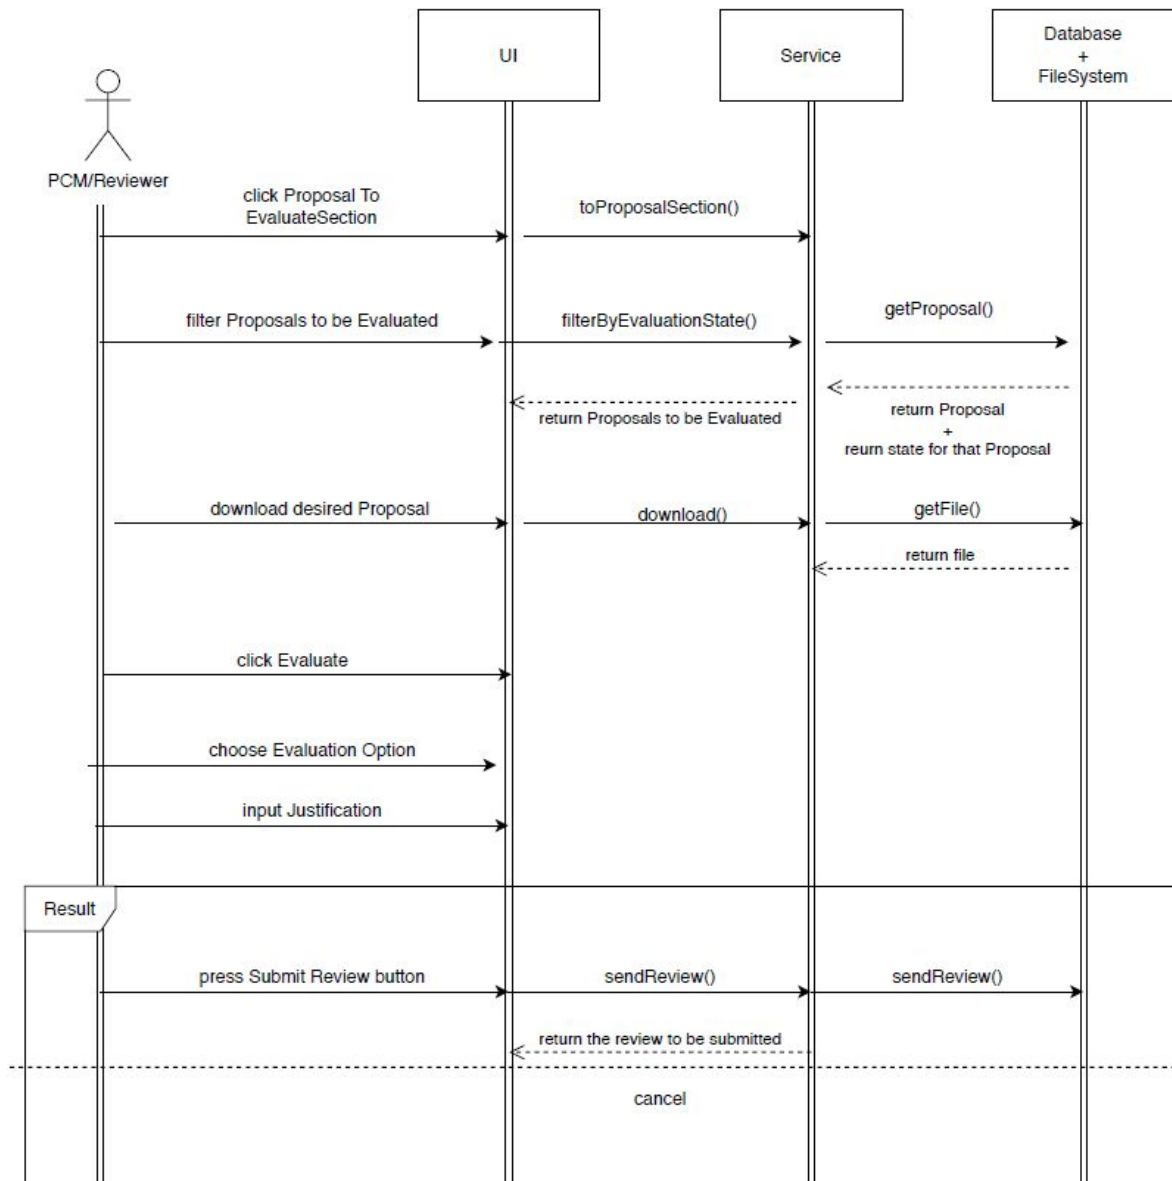 UI
Service
Database
+
FileSystem
PCM/Reviewer
click Proposal To
EvaluateSection
toProposalSection()
filter Proposals to be Evaluated
filterByEvaluationState()
getProposal()
return Proposals to be Evaluated
return Proposal
+
reurn state for that Proposal
download desired Proposal
download()
getFile()
return file
click Evaluate
choose Evaluation Option
input Justification
Result
press Submit Review button
sendReview()
sendReview()
return the review to be submitted
cancel